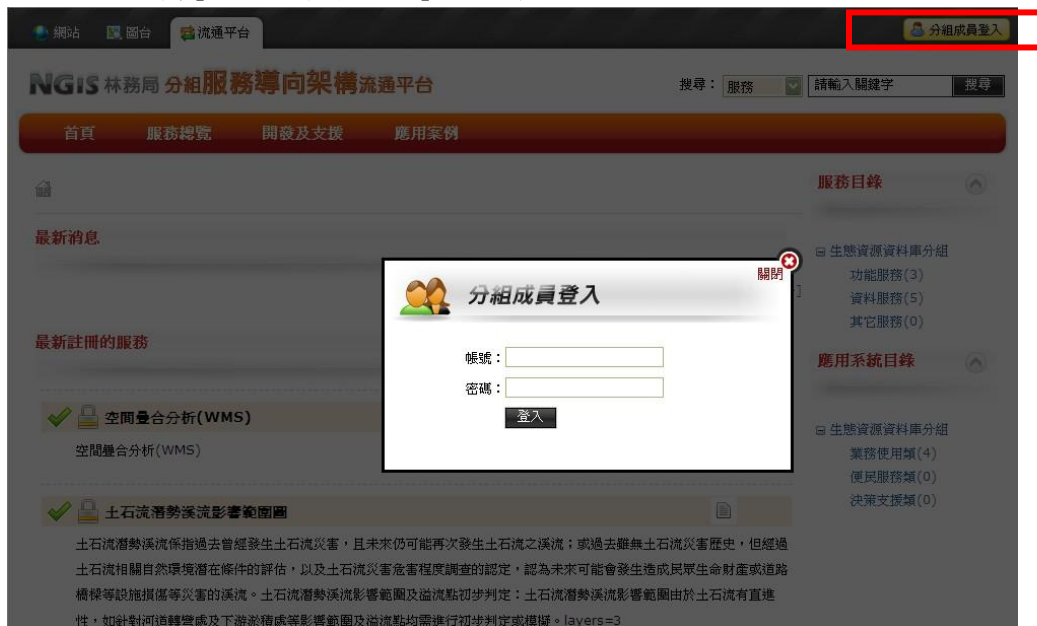 網站 圖台 流通平台 分組成員登入
NGIS 林務局 分組服務導向架構流通平台 搜尋： 服務 請輸入關鍵字 搜尋
首頁 服務總覽 開發及支援 應用案例
服務目錄
最新消息
生態資源資料庫分組
功能服務(3)
資料服務(5)
其它服務(0)
關閉
分組成員登入
]
最新註冊的服務
應用系統目錄
帳號：
密碼：
登入
空間疊合分析(WMS)
空間疊合分析(WMS)
生態資源資料庫分組
業務使用類(4)
便民服務類(0)
決策支援類(0)
土石流潛勢溪流影響範圍圖
土石流潛勢溪流係指過去曾經發生土石流災害，且未來仍可能再次發生土石流之溪流；或過去雖無土石流災害歷史，但經過
土石流相關自然環境潛在條件的評估，以及土石流災害危害程度調查的認定，認為未來可能會發生造成民眾生命財產或道路
橋樑等設施損傷等災害的溪流。土石流潛勢溪流影響範圍及溢流點初步判定：土石流潛勢溪流影響範圍由於土石流有直進
性，如針對河道轉彎處及下游淤積處等影響範圍及溢流點均需進行初步判定或模擬。layers=3